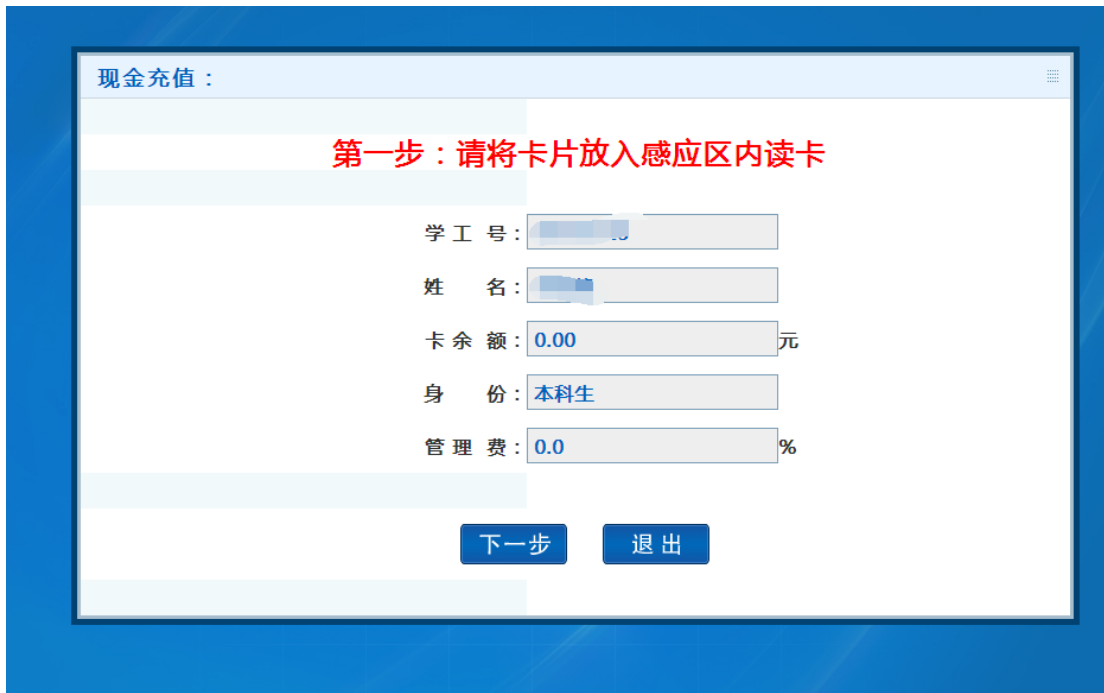 现金充值：
第一步：请将卡片放入感应区内读卡
学 工 号：
姓 名：
卡 余 额：0.00元
身 份：本科生
管 理 费：0.0%
下一步 退 出